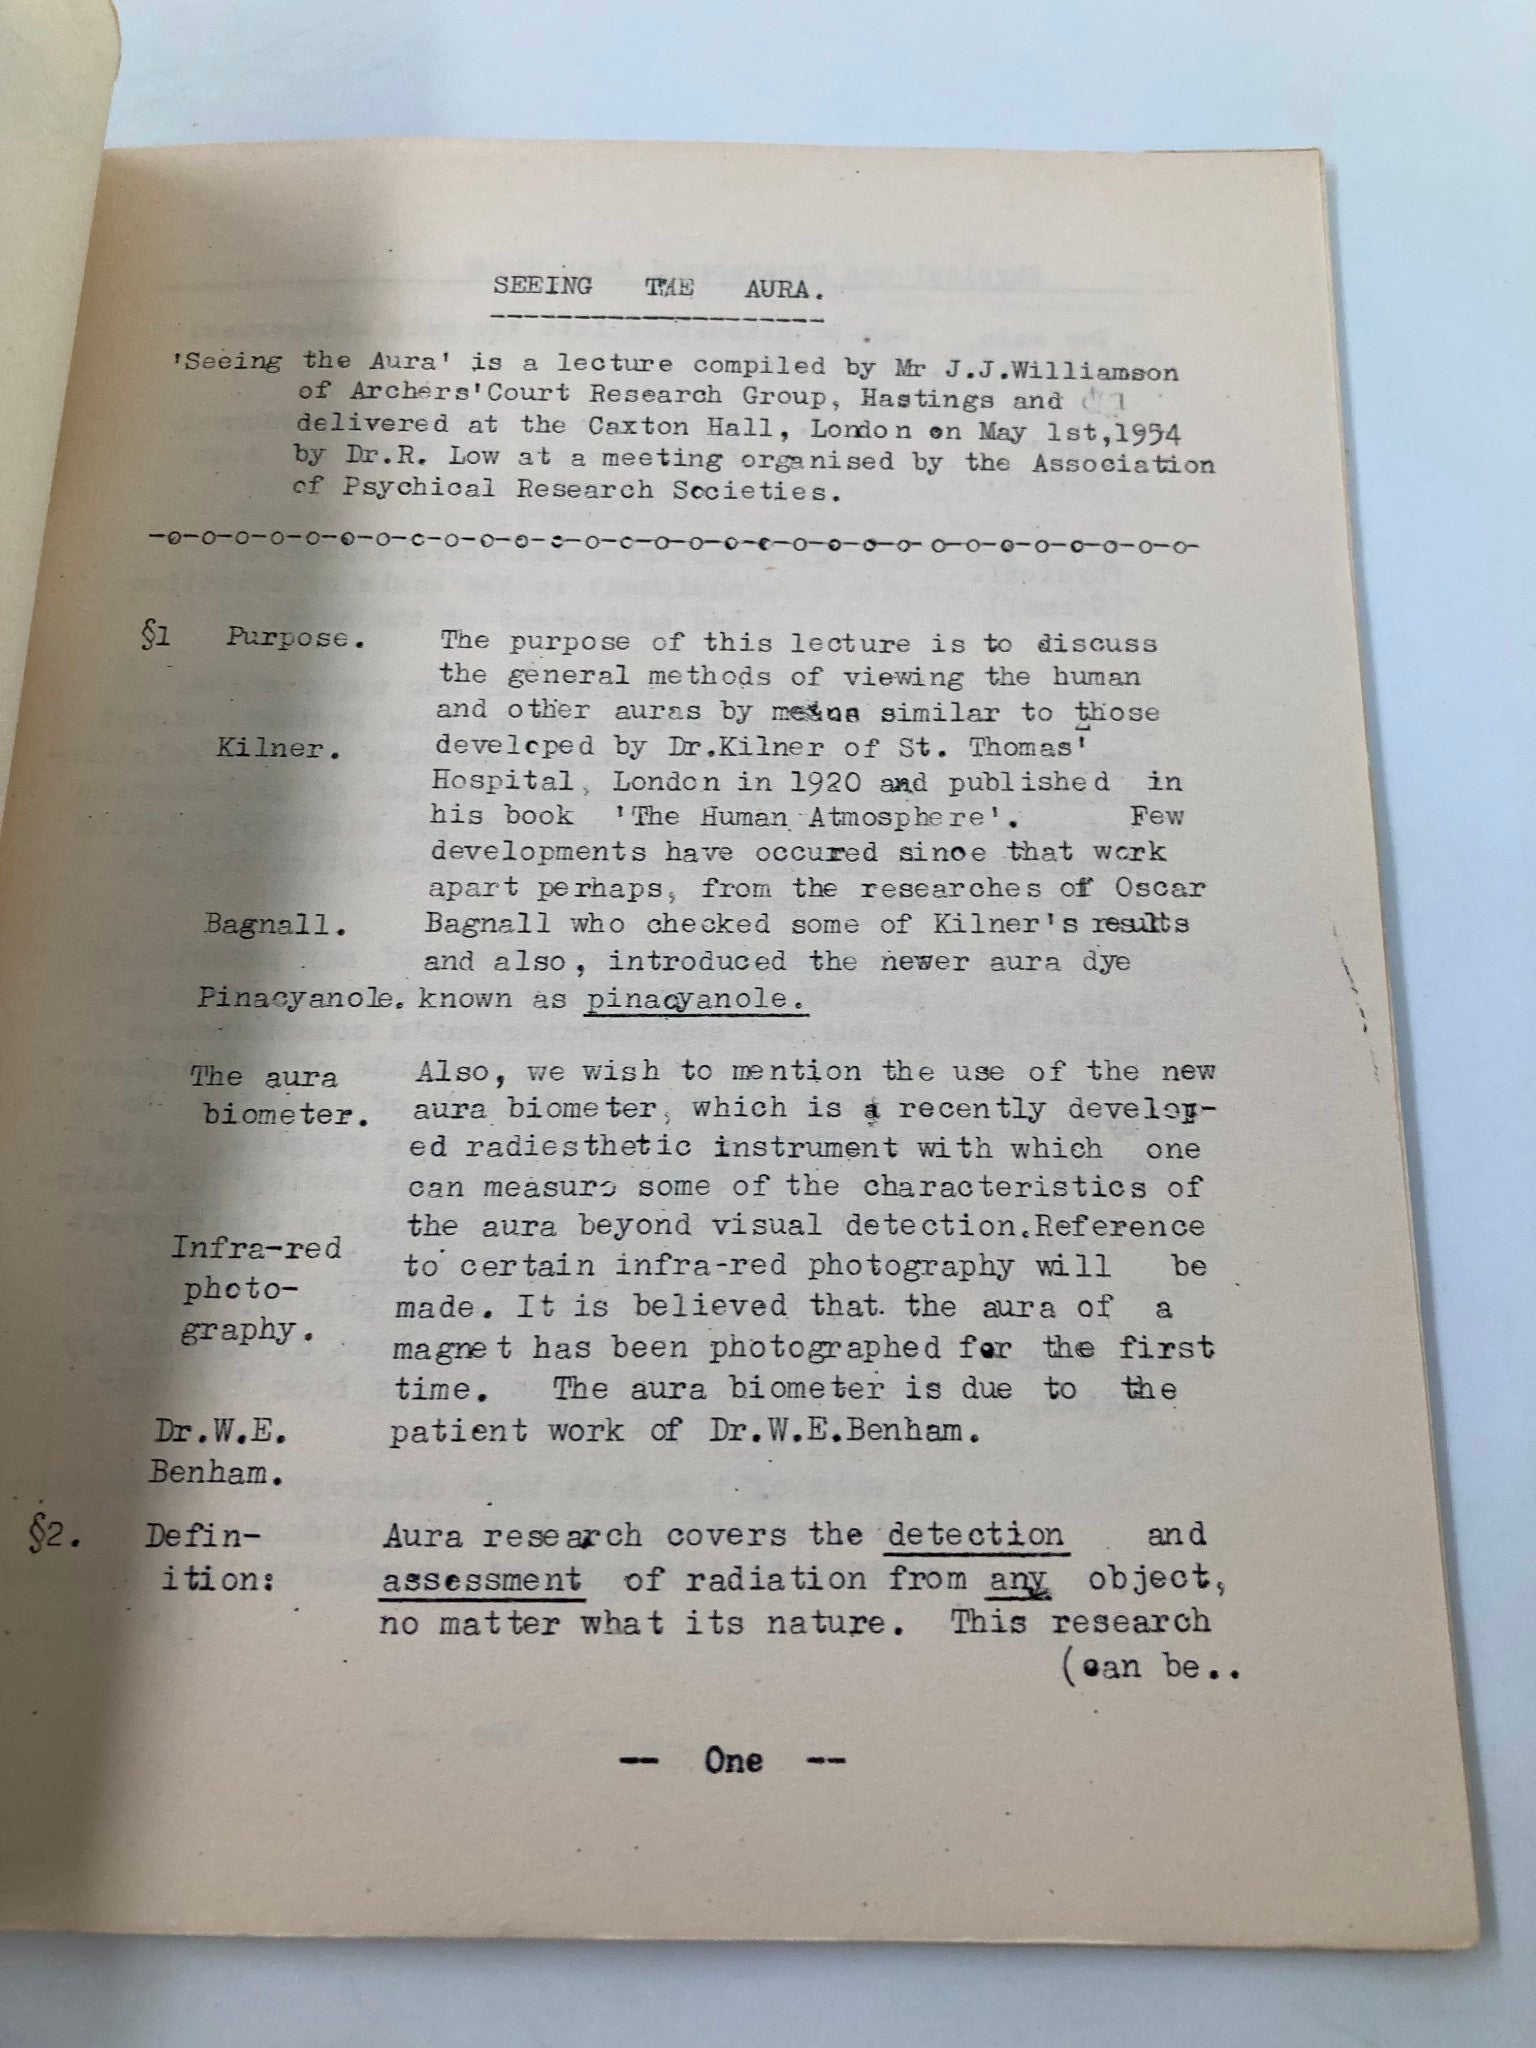 SEEING THE AURA.
'Seeing the Aura' is a lecture compiled by Mr J.J.Williamson
of Archers'Court Research Group, Hastings and
delivered at the Caxton Hall, London on May 1st,1954
by Dr.R. Low at a meeting organised by the Association
of Psychical Research Societies.
-o-o-o-o-o-o-o-o-o-o-o-o-o-o-o-o-o-o-o-o-o-o-o-o-o-o-o-o-o-o-
§1 Purpose. The purpose of this lecture is to discuss
the general methods of viewing the human
and other auras by means similar to those
Kilner. developed by Dr.Kilner of St. Thomas'
Hospital, London in 1920 and published in
his book 'The Human Atmosphere'. Few
developments have occured since that work
apart perhaps, from the researches of Oscar
Bagnall. Bagnall who checked some of Kilner's results
and also, introduced the newer aura dye
Pinacyanole. known as pinacyanole.
The aura Also, we wish to mention the use of the new
biometer. aura biometer, which is a recently develop-
ed radiesthetic instrument with which one
can measure some of the characteristics of
the aura beyond visual detection.Reference
Infra-red to certain infra-red photography will be
photo- made. It is believed that the aura of a
graphy. magnet has been photographed for the first
time. The aura biometer is due to the
Dr.W.E. patient work of Dr.W.E.Benham.
Benham.
§2. Defin- Aura research covers the detection and
ition: assessment of radiation from any object,
no matter what its nature. This research
(can be..
-- One --